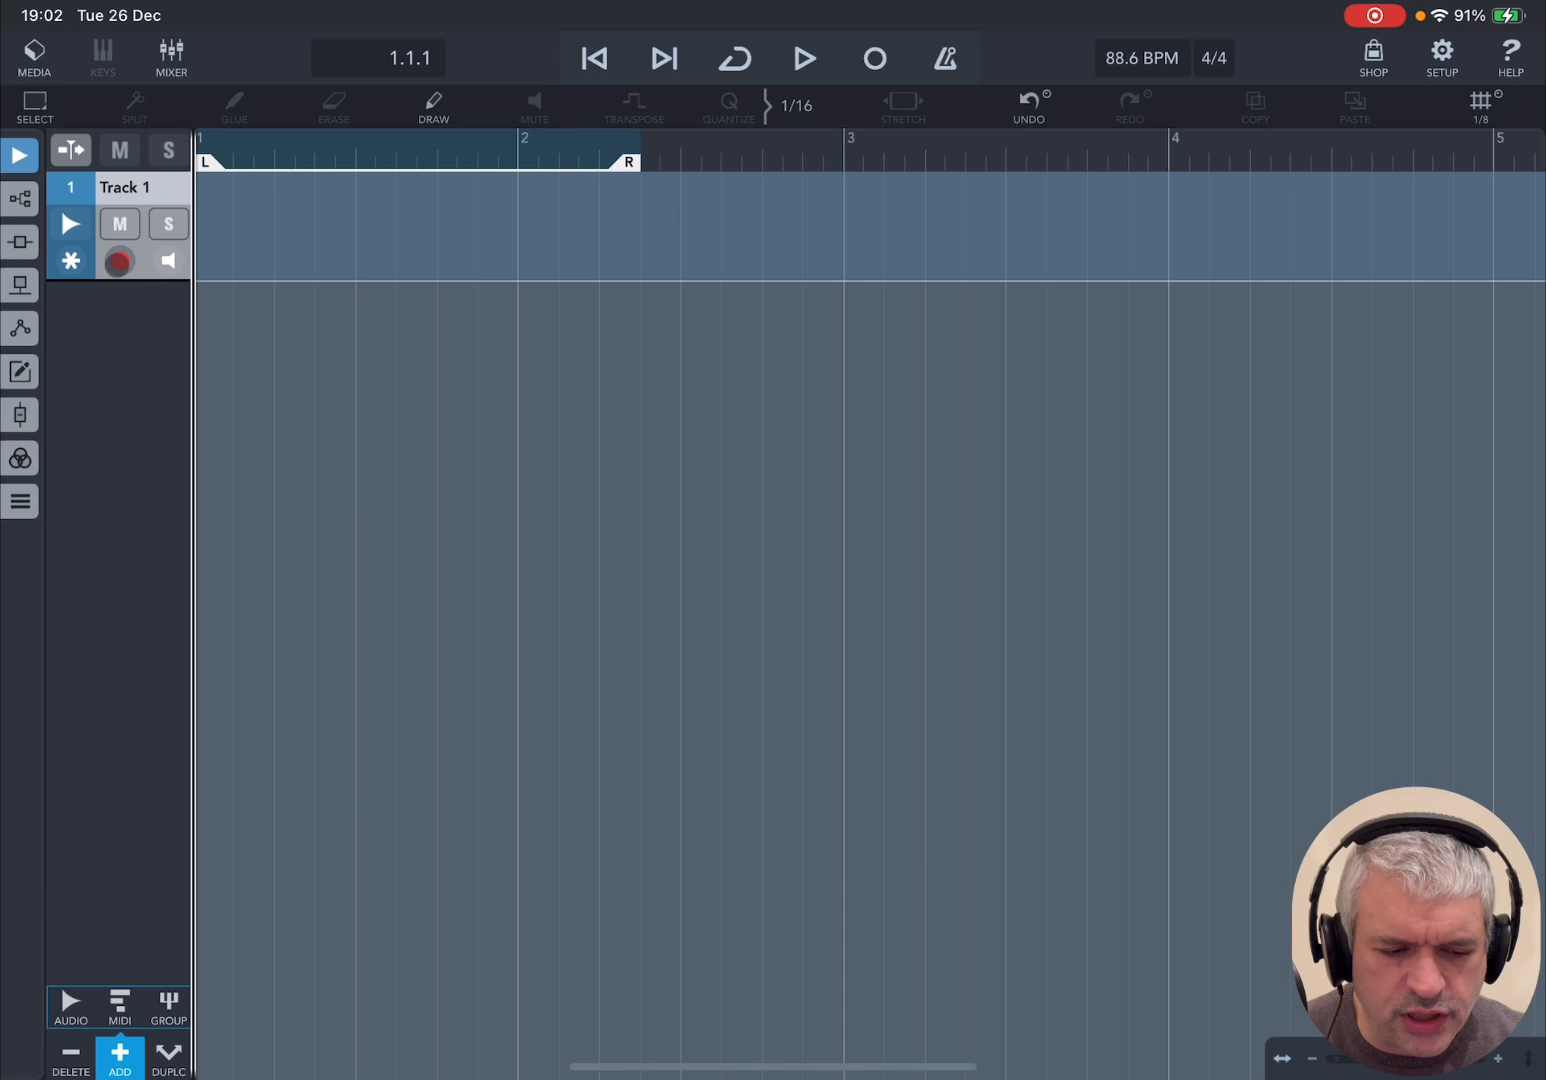 19:02 Tue 26 Dec
91%
MEDIA KEYS MIXER
1.1.1
88.6 BPM 4/4
SHOP SETUP HELP
SELECT SPLIT GLUE ERASE DRAW MUTE TRANSPOSE QUANTIZE 1/16 STRETCH UNDO REDO COPY PASTE 1/8
M S
1 2 3 4 5
L R
1 Track 1
M S
AUDIO MIDI GROUP
DELETE ADD DUPLC